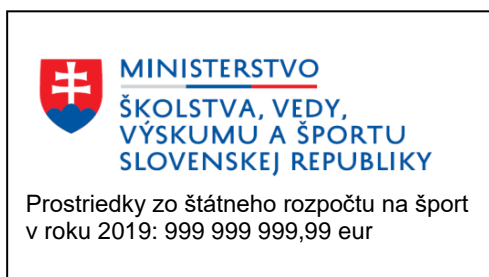 MINISTERSTVO
ŠKOLSTVA, VEDY,
VÝSKUMU A ŠPORTU
SLOVENSKEJ REPUBLIKY
Prostriedky zo štátneho rozpočtu na šport
v roku 2019: 999 999 999,99 eur